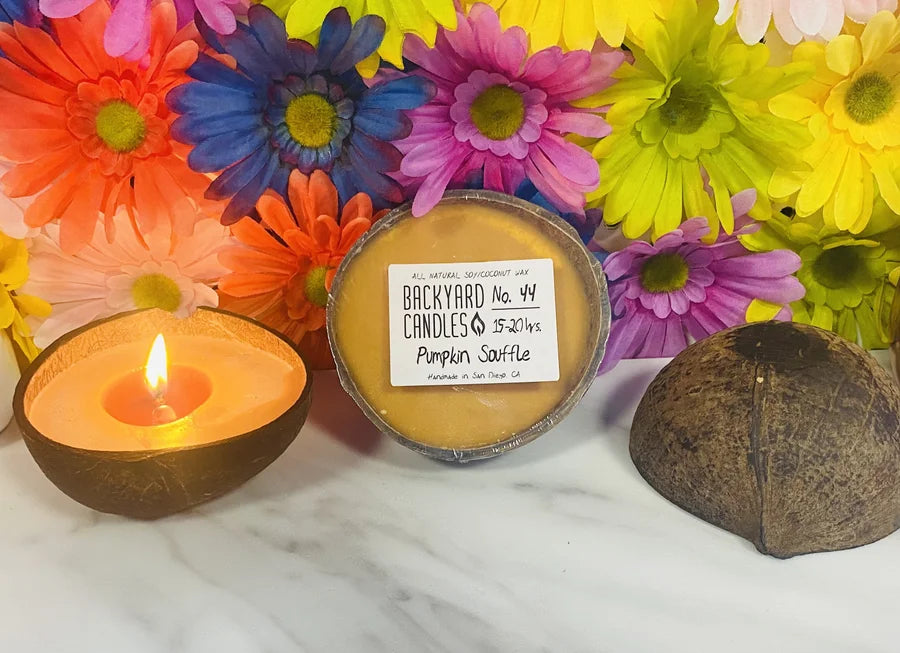 ALL NATURAL SOY/COCONUT WAX
BACKYARD No. 44
CANDLES 15-20 hrs.
Pumpkin Souffle
Handmade in San Diego, CA